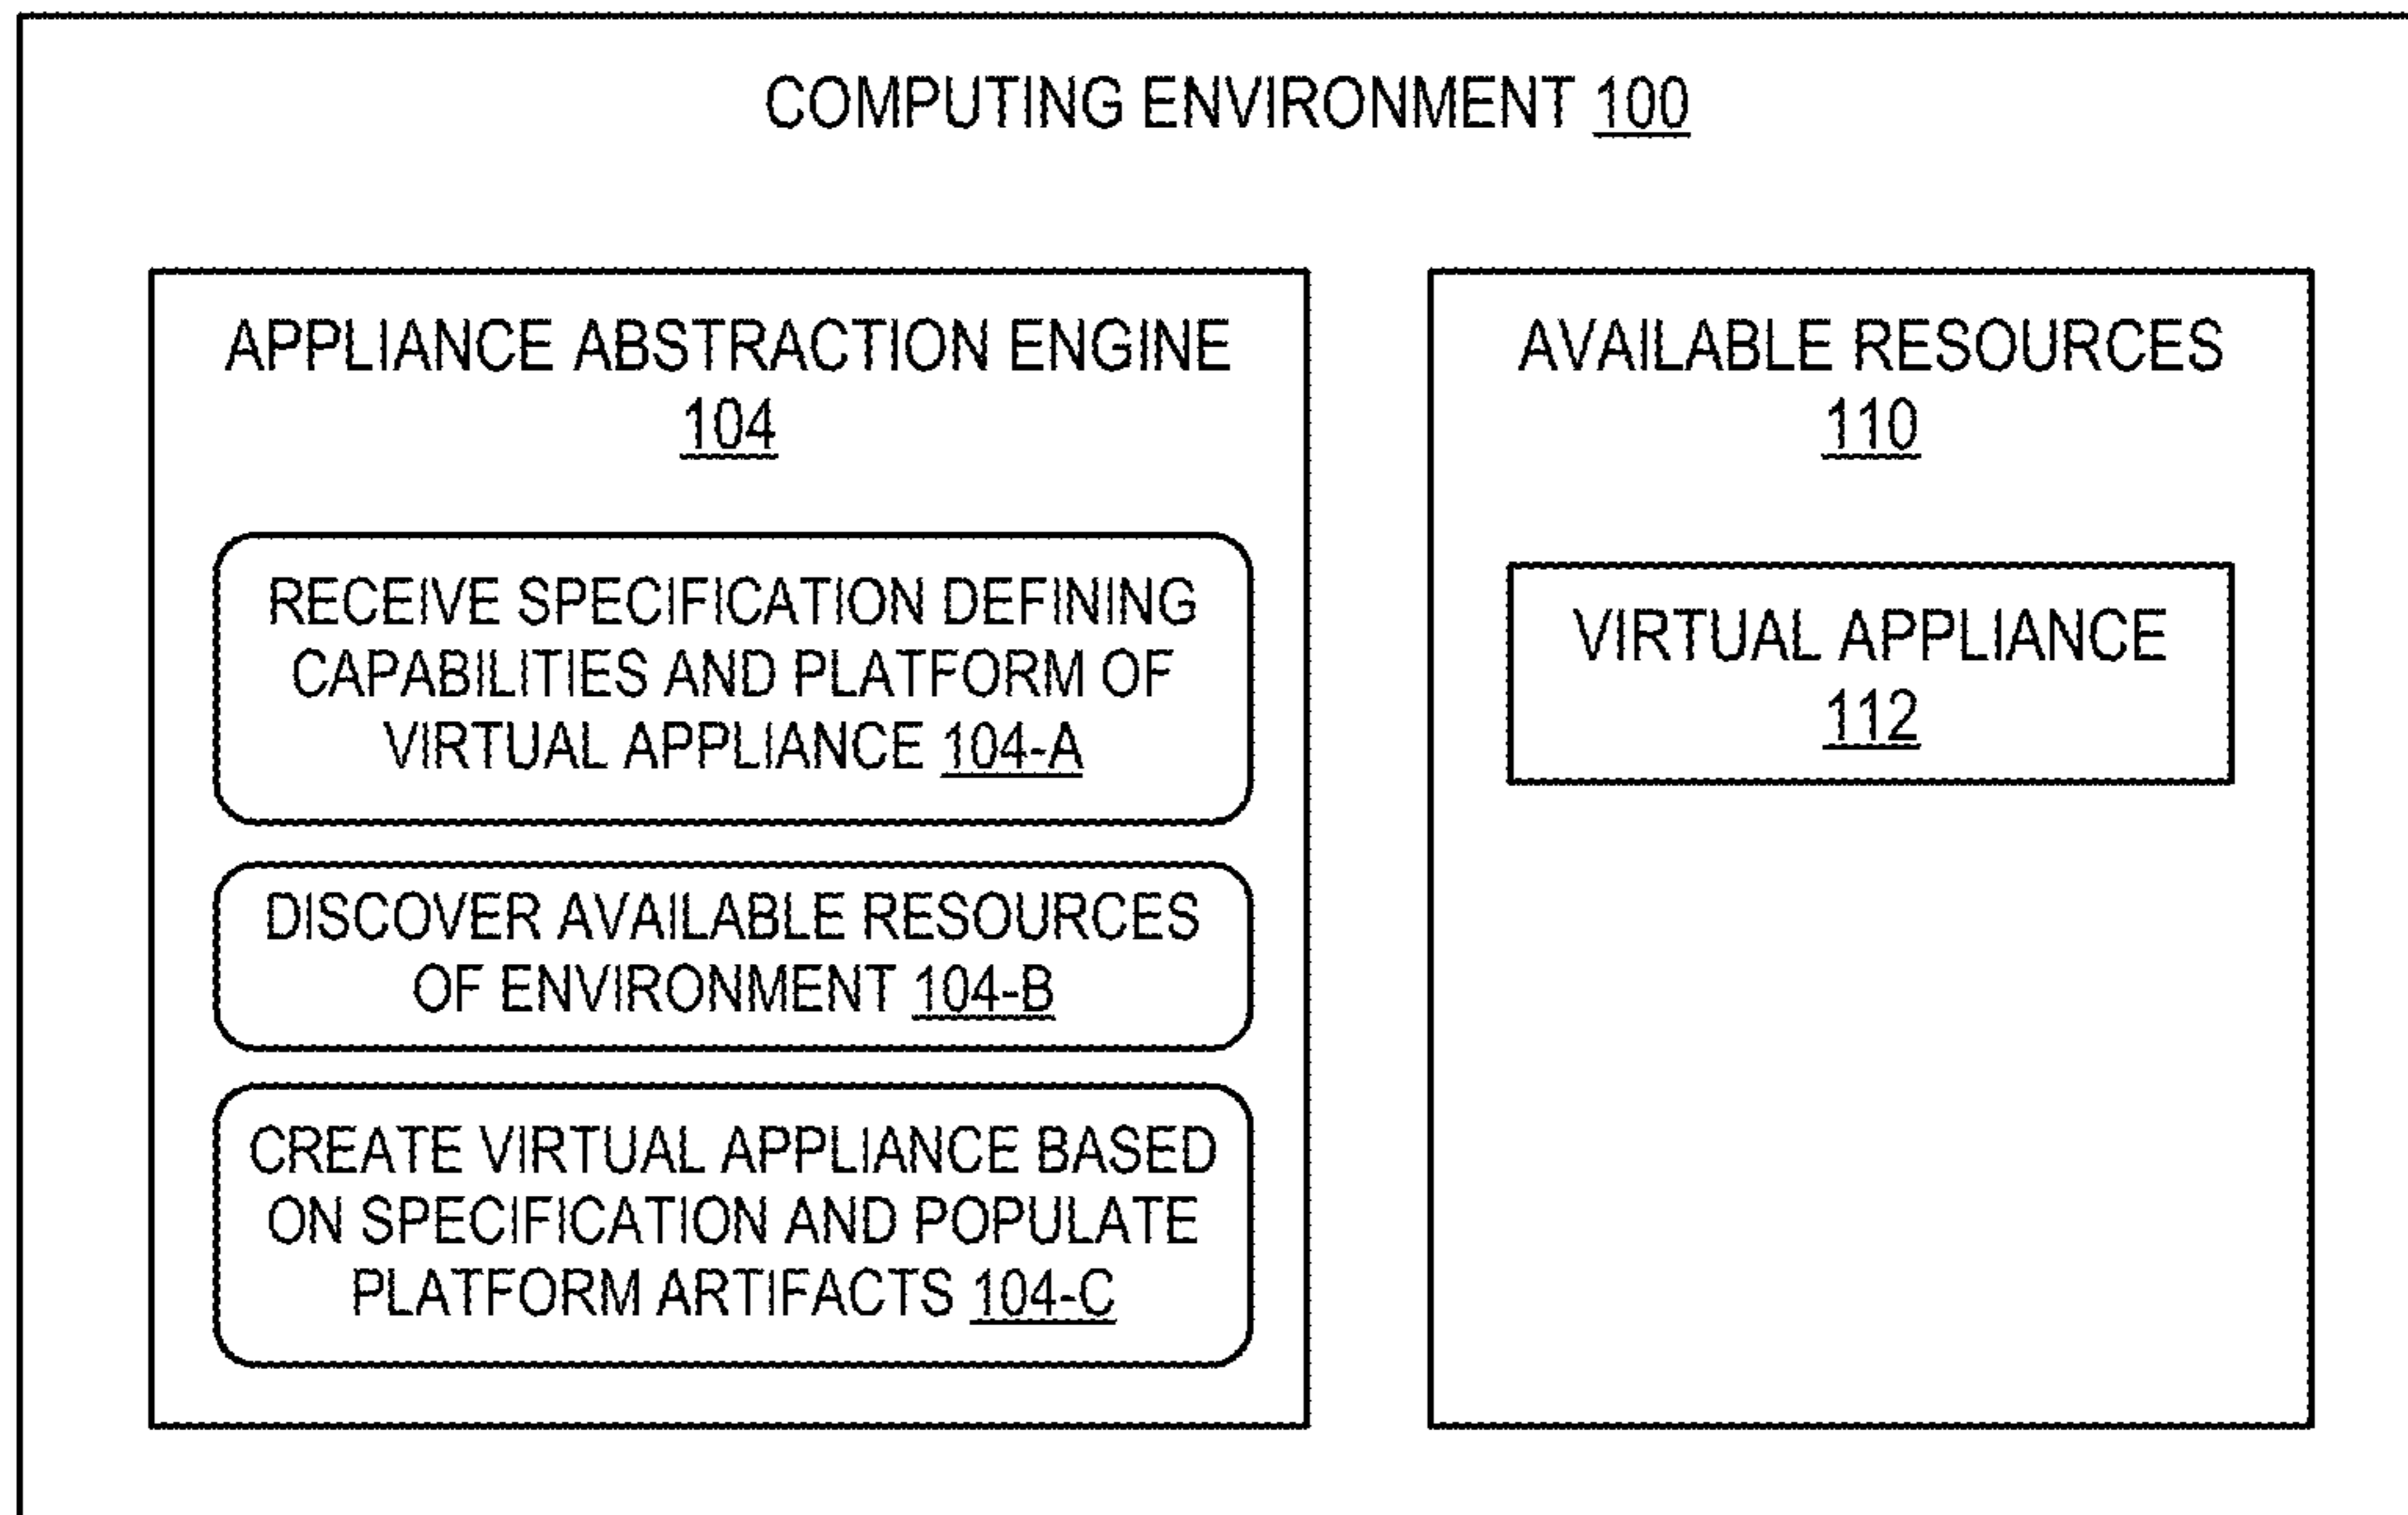 COMPUTING ENVIRONMENT 100
APPLIANCE ABSTRACTION ENGINE
104
RECEIVE SPECIFICATION DEFINING
CAPABILITIES AND PLATFORM OF
VIRTUAL APPLIANCE 104-A
DISCOVER AVAILABLE RESOURCES
OF ENVIRONMENT 104-B
CREATE VIRTUAL APPLIANCE BASED
ON SPECIFICATION AND POPULATE
PLATFORM ARTIFACTS 104-C
AVAILABLE RESOURCES
110
VIRTUAL APPLIANCE
112